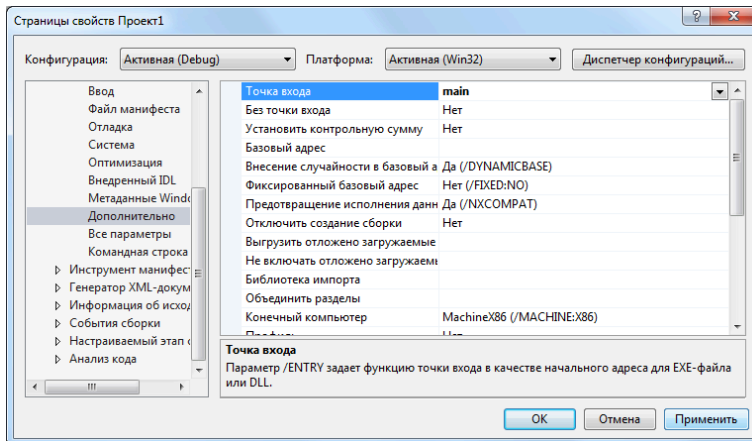 Страницы свойств Проект1
Конфигурация: Активная (Debug) Платформа: Активная (Win32) Диспетчер конфигураций...
Ввод
Файл манифеста
Отладка
Система
Оптимизация
Внедренный IDL
Метаданные Windo
Дополнительно
Все параметры
Командная строка
Инструмент манифес
Генератор XML-докум
Информация об исход
События сборки
Настраиваемый этап с
Анализ кода
Точка входа main
Без точки входа Нет
Установить контрольную сумму Нет
Базовый адрес
Внесение случайности в базовый а Да (/DYNAMICBASE)
Фиксированный базовый адрес Нет (/FIXED:NO)
Предотвращение исполнения данн Да (/NXCOMPAT)
Отключить создание сборки Нет
Выгрузить отложено загружаемые
Не включать отложено загружаемы
Библиотека импорта
Объединить разделы
Конечный компьютер MachineX86 (/MACHINE:X86)
Точка входа
Параметр /ENTRY задает функцию точки входа в качестве начального адреса для EXE-файла
или DLL.
ОК Отмена Применить